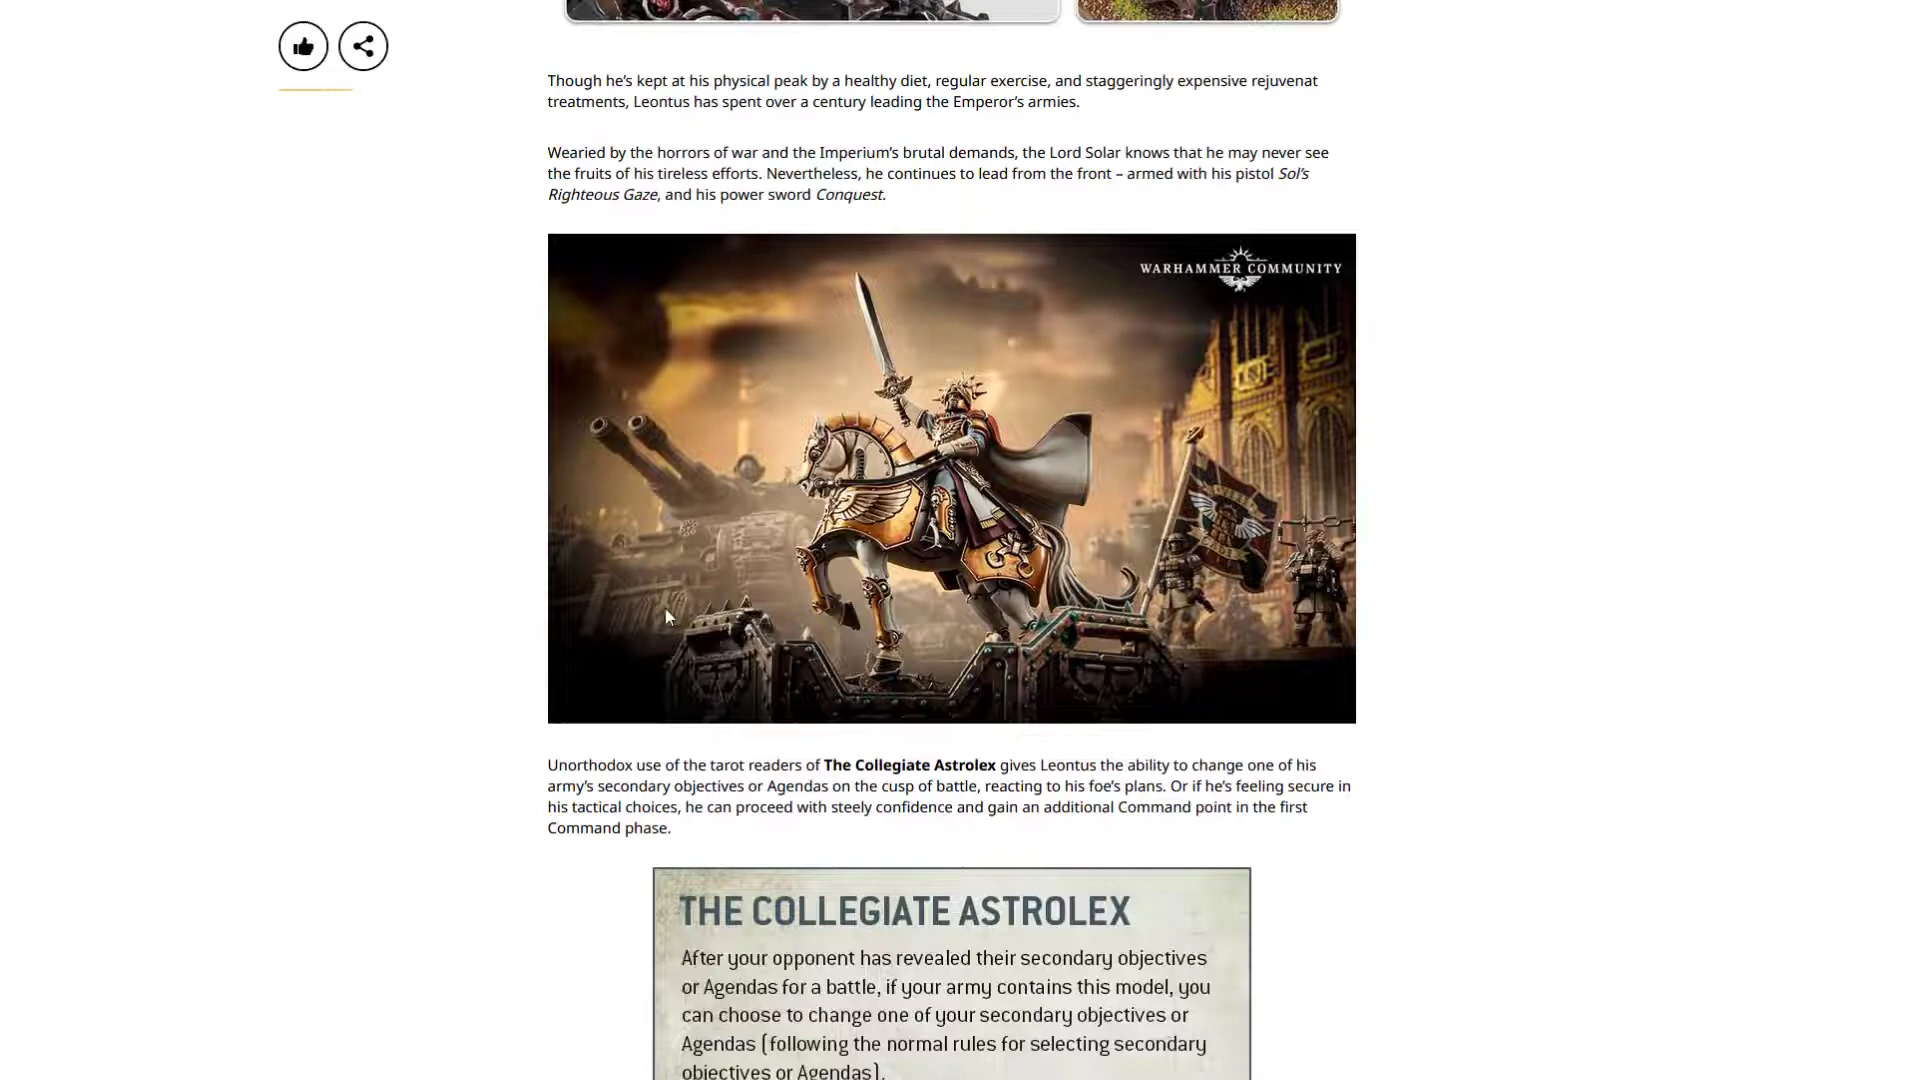 Though he’s kept at his physical peak by a healthy diet, regular exercise, and staggeringly expensive rejuvenat
treatments, Leontus has spent over a century leading the Emperor’s armies.
Wearied by the horrors of war and the Imperium’s brutal demands, the Lord Solar knows that he may never see
the fruits of his tireless efforts. Nevertheless, he continues to lead from the front – armed with his pistol Sol’s
Righteous Gaze, and his power sword Conquest.
WARHAMMER COMMUNITY
Unorthodox use of the tarot readers of The Collegiate Astrolex gives Leontus the ability to change one of his
army’s secondary objectives or Agendas on the cusp of battle, reacting to his foe’s plans. Or if he’s feeling secure in
his tactical choices, he can proceed with steely confidence and gain an additional Command point in the first
Command phase.
THE COLLEGIATE ASTROLEX
After your opponent has revealed their secondary objectives
or Agendas for a battle, if your army contains this model, you
can choose to change one of your secondary objectives or
Agendas (following the normal rules for selecting secondary
objectives or Agendas).